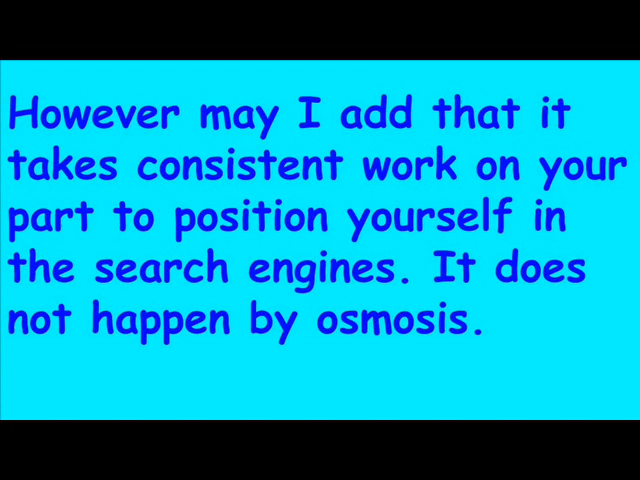 However may I add that it
takes consistent work on your
part to position yourself in
the search engines. It does
not happen by osmosis.